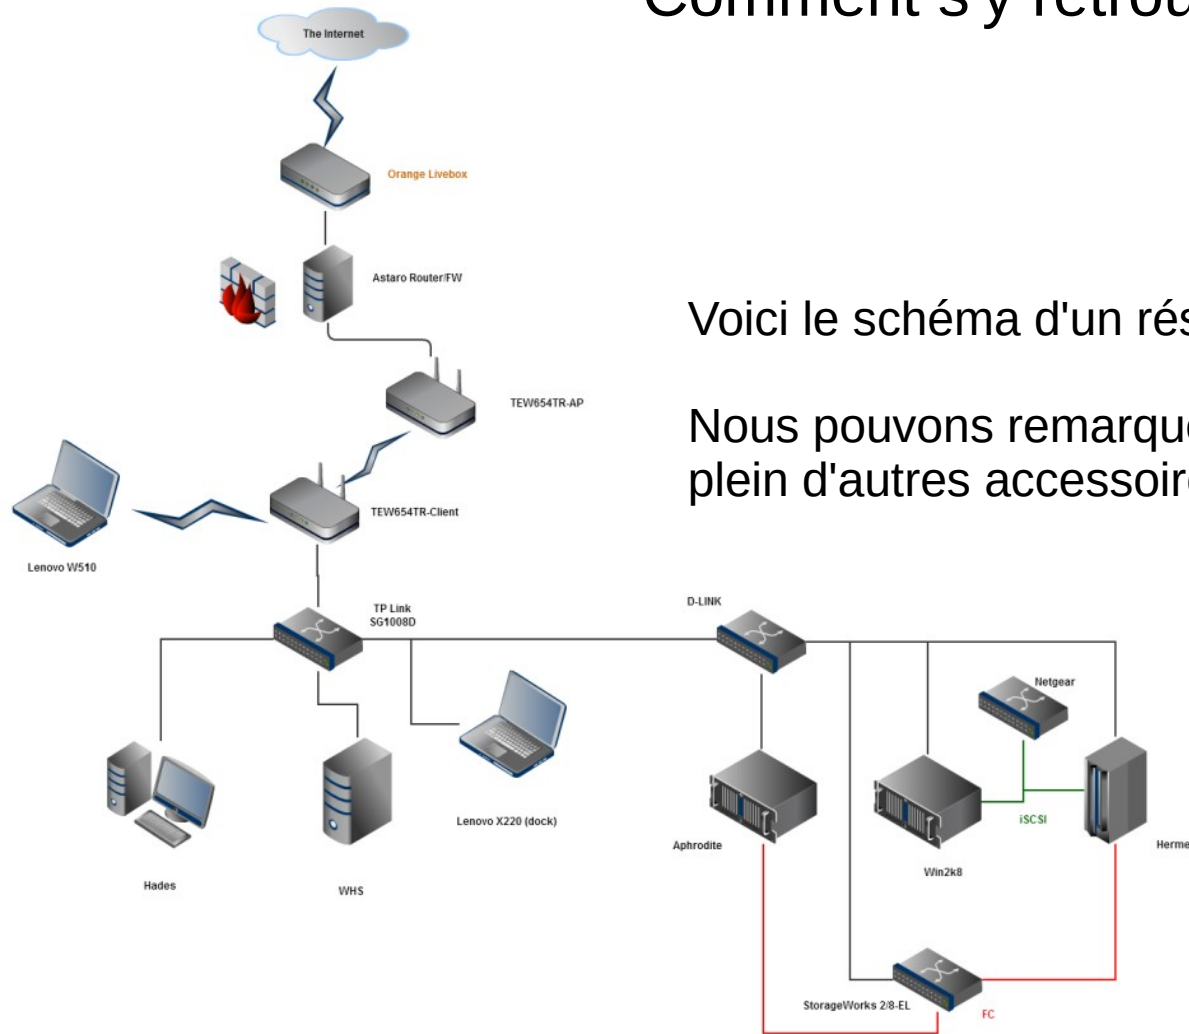 Comment s'y retrou
The Internet
Orange Livebox
Astaro Router/FW
Voici le schéma d'un rés
TEW654TR-AP
Nous pouvons remarque
plein d'autres accessoire
TEW654TR-Client
Lenovo W510
TP Link
SG1008D
D-LINK
Netgear
iSCSI
Lenovo X220 (dock)
Aphrodite
Herme
Win2k8
Hades
WHS
StorageWorks 2/8-EL
FC